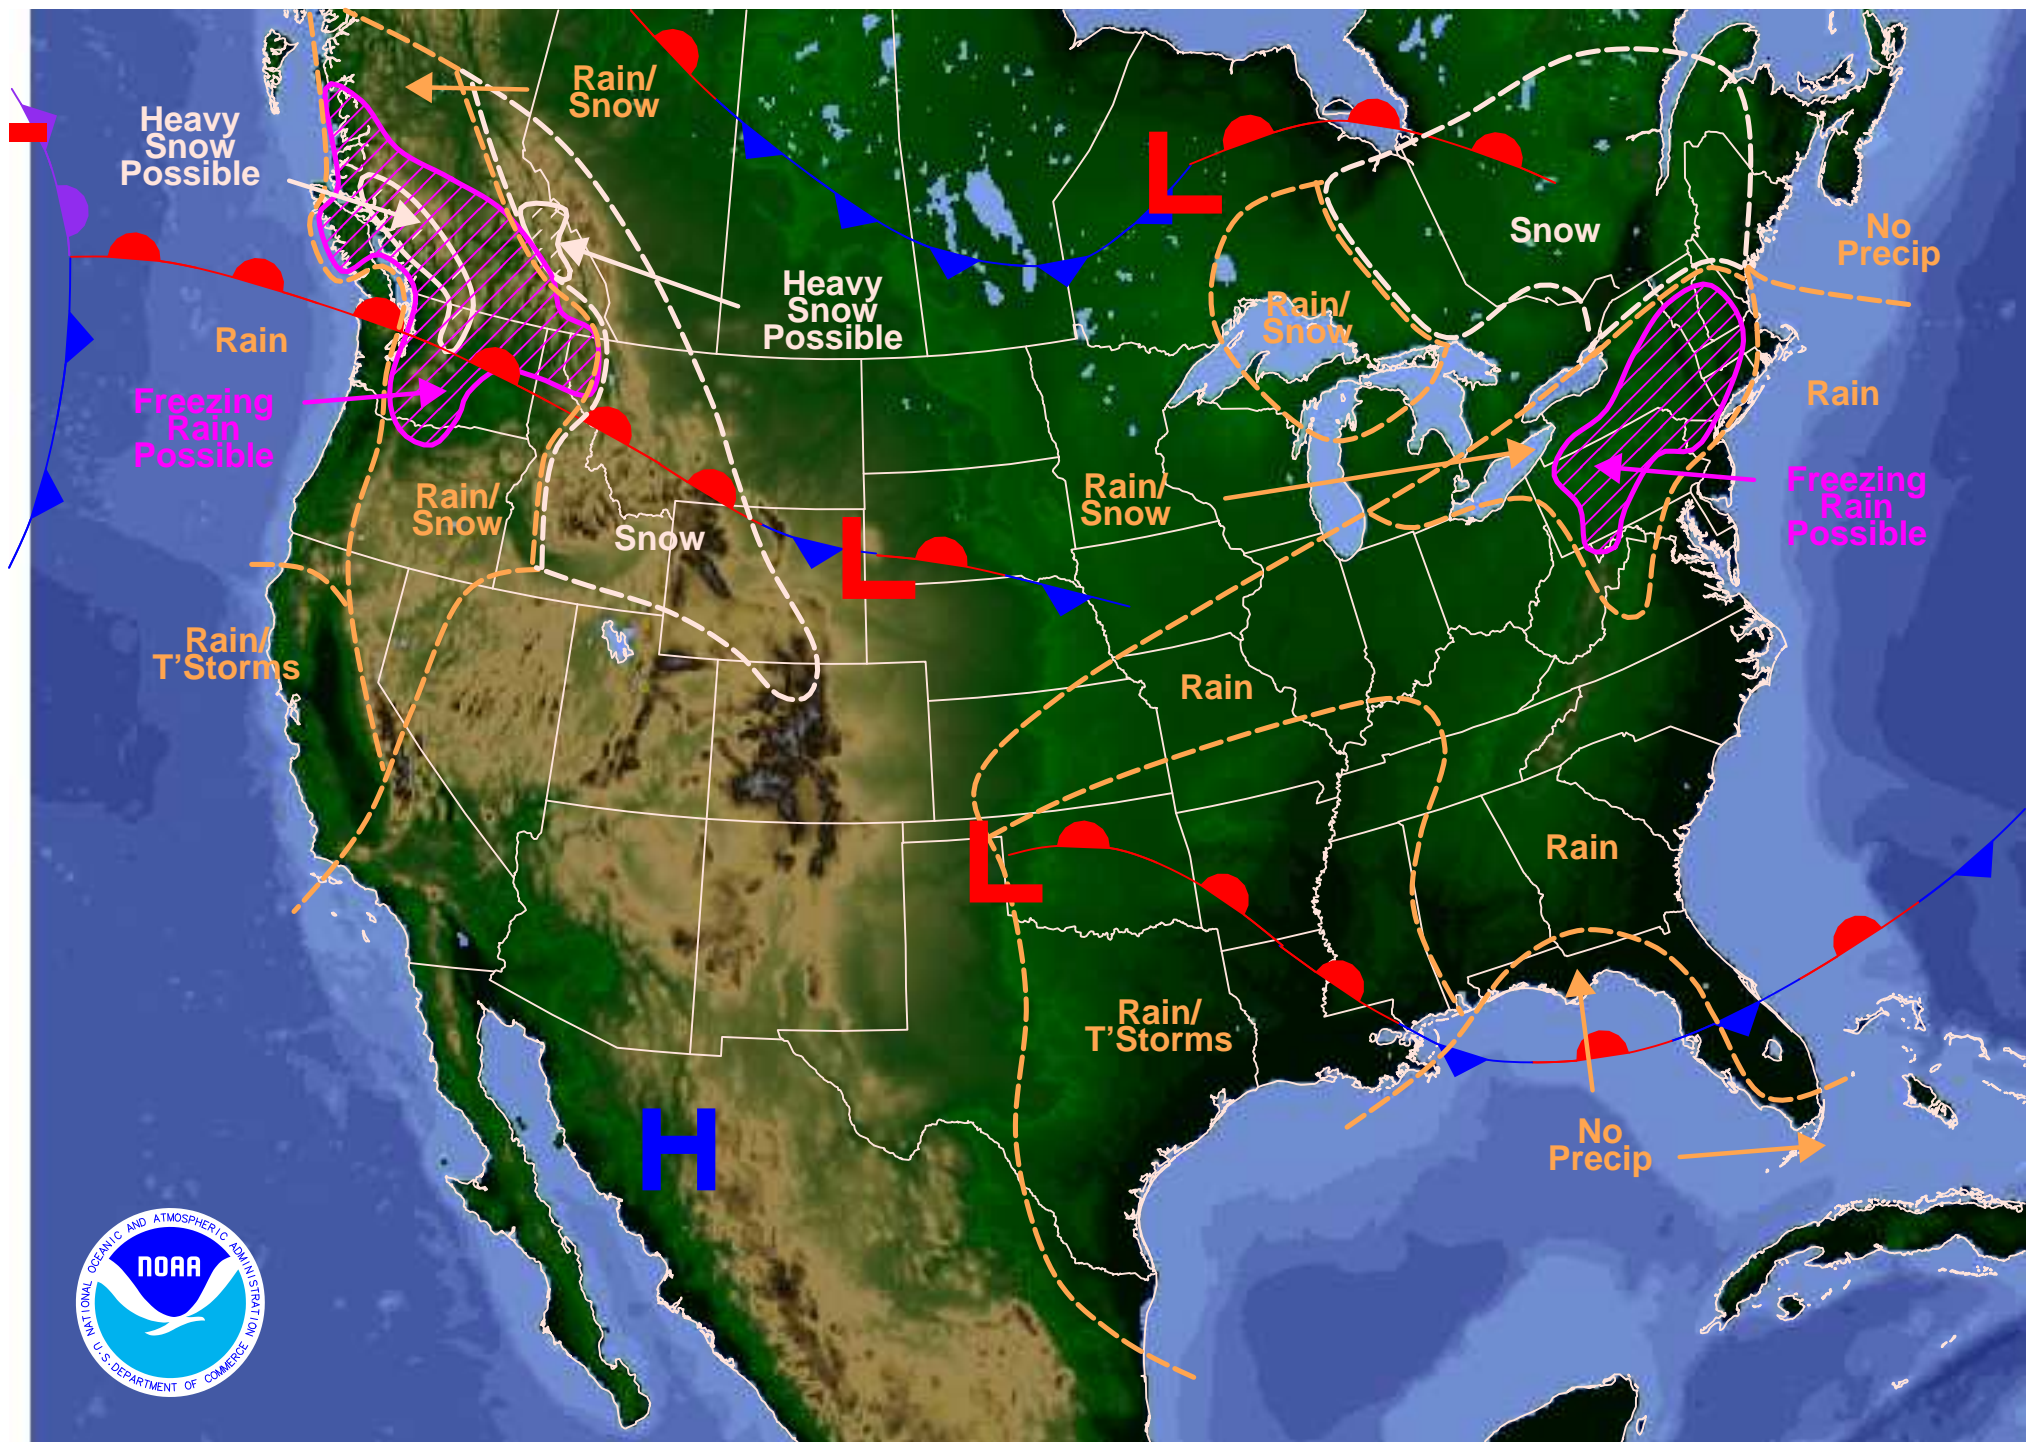 Rain/
Snow
Heavy
Snow
Possible
No
Precip
Snow
Heavy
Snow
Possible
Rain/
Snow
Rain
Freezing
Rain
Possible
Rain
Rain/
Snow
Rain/
Snow
Freezing
Rain
Possible
Snow
L
L
Rain/
T'Storms
Rain
L
Rain
Rain/
T'Storms
H
No
Precip
NATIONAL OCEANIC AND ATMOSPHERIC ADMINISTRATION
NOAA
U.S. DEPARTMENT OF COMMERCE